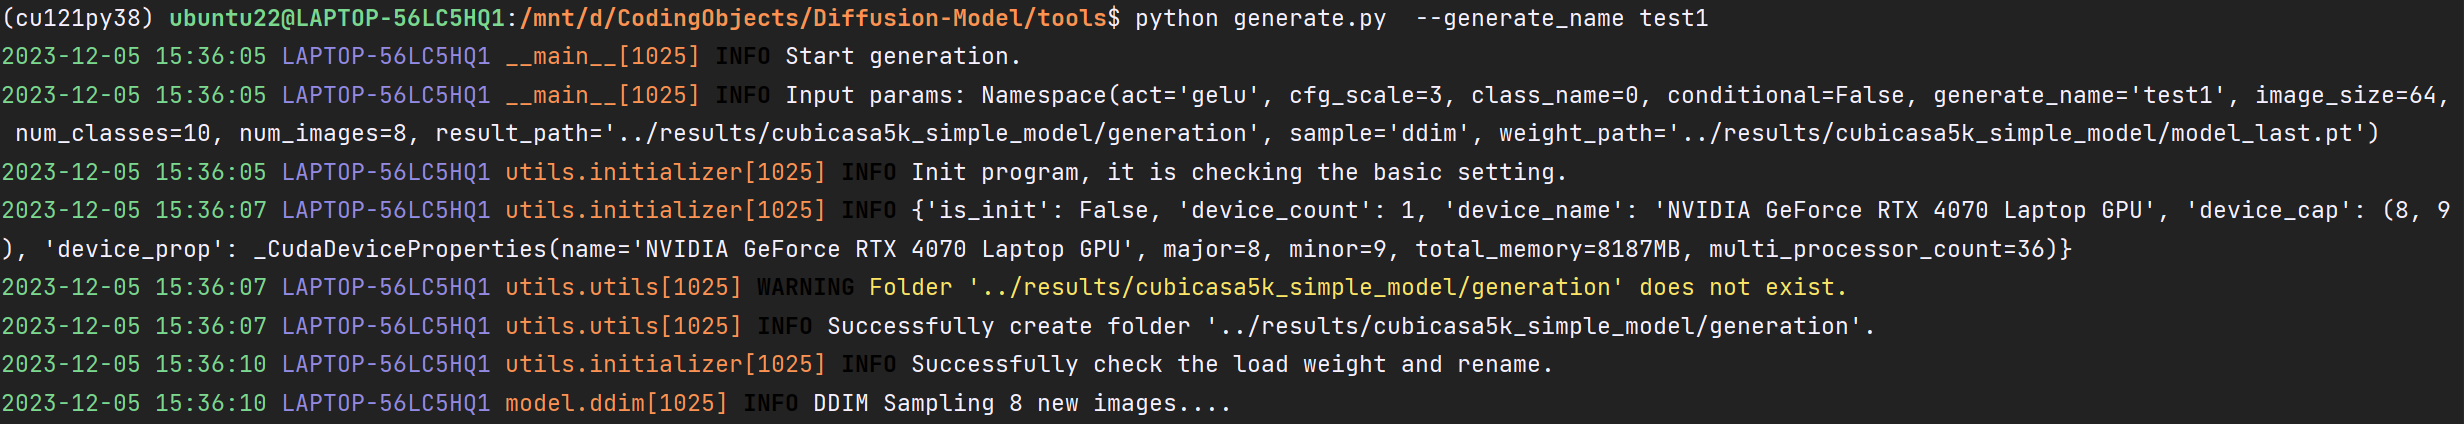 (cu121py38) ubuntu22@LAPTOP-56LC5HQ1:/mnt/d/CodingObjects/Diffusion-Model/tools$ python generate.py  --generate_name test1
2023-12-05 15:36:05 LAPTOP-56LC5HQ1 __main__[1025] INFO Start generation.
2023-12-05 15:36:05 LAPTOP-56LC5HQ1 __main__[1025] INFO Input params: Namespace(act='gelu', cfg_scale=3, class_name=0, conditional=False, generate_name='test1', image_size=64,
 num_classes=10, num_images=8, result_path='../results/cubicasa5k_simple_model/generation', sample='ddim', weight_path='../results/cubicasa5k_simple_model/model_last.pt')
2023-12-05 15:36:05 LAPTOP-56LC5HQ1 utils.initializer[1025] INFO Init program, it is checking the basic setting.
2023-12-05 15:36:07 LAPTOP-56LC5HQ1 utils.initializer[1025] INFO {'is_init': False, 'device_count': 1, 'device_name': 'NVIDIA GeForce RTX 4070 Laptop GPU', 'device_cap': (8, 9
), 'device_prop': _CudaDeviceProperties(name='NVIDIA GeForce RTX 4070 Laptop GPU', major=8, minor=9, total_memory=8187MB, multi_processor_count=36)}
2023-12-05 15:36:07 LAPTOP-56LC5HQ1 utils.utils[1025] WARNING Folder '../results/cubicasa5k_simple_model/generation' does not exist.
2023-12-05 15:36:07 LAPTOP-56LC5HQ1 utils.utils[1025] INFO Successfully create folder '../results/cubicasa5k_simple_model/generation'.
2023-12-05 15:36:10 LAPTOP-56LC5HQ1 utils.initializer[1025] INFO Successfully check the load weight and rename.
2023-12-05 15:36:10 LAPTOP-56LC5HQ1 model.ddim[1025] INFO DDIM Sampling 8 new images....